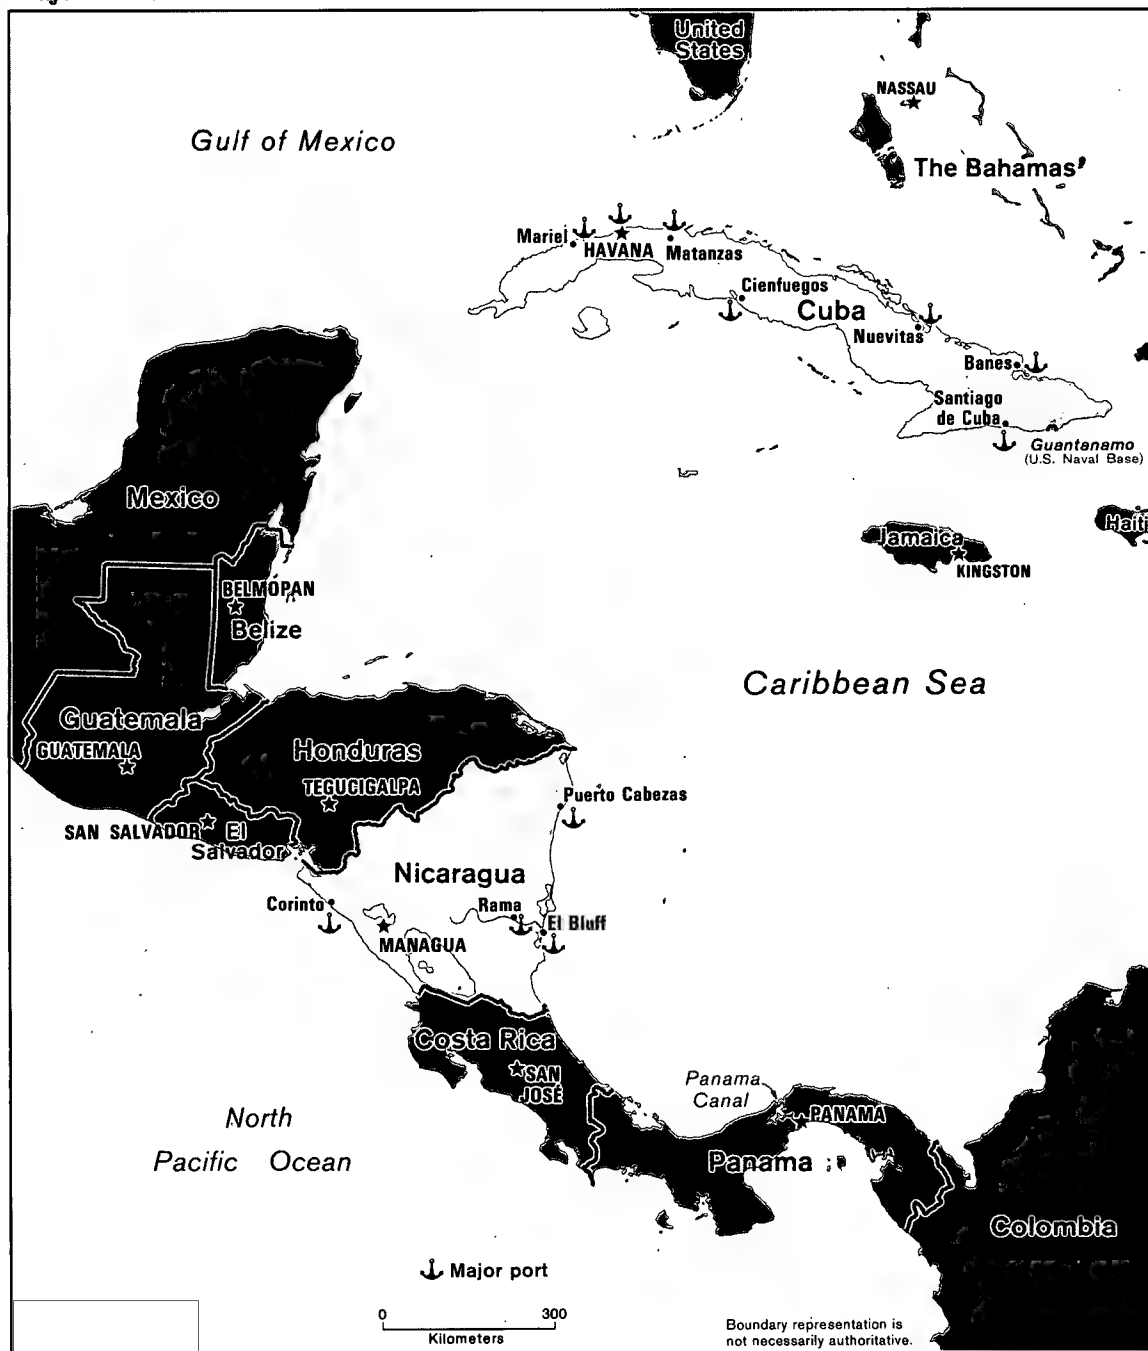 United
States
NASSAU
Gulf of Mexico
The Bahamas
Mariel
HAVANA
Matanzas
Cienfuegos
Cuba
Nuevitas
Banes
Santiago
de Cuba
Guantanamo
(U.S. Naval Base)
Mexico
Haiti
Jamaica
KINGSTON
BELMOPAN
Belize
Caribbean Sea
Guatemala
GUATEMALA
Honduras
TEGUCIGALPA
Puerto Cabezas
SAN SALVADOR
El
Salvador
Nicaragua
Corinto
Rama
El Bluff
MANAGUA
Costa Rica
SAN
JOSÉ
Panama
Canal
PANAMA
North
Pacific Ocean
Panama
Colombia
Major port
0 300
Kilometers
Boundary representation is
not necessarily authoritative.